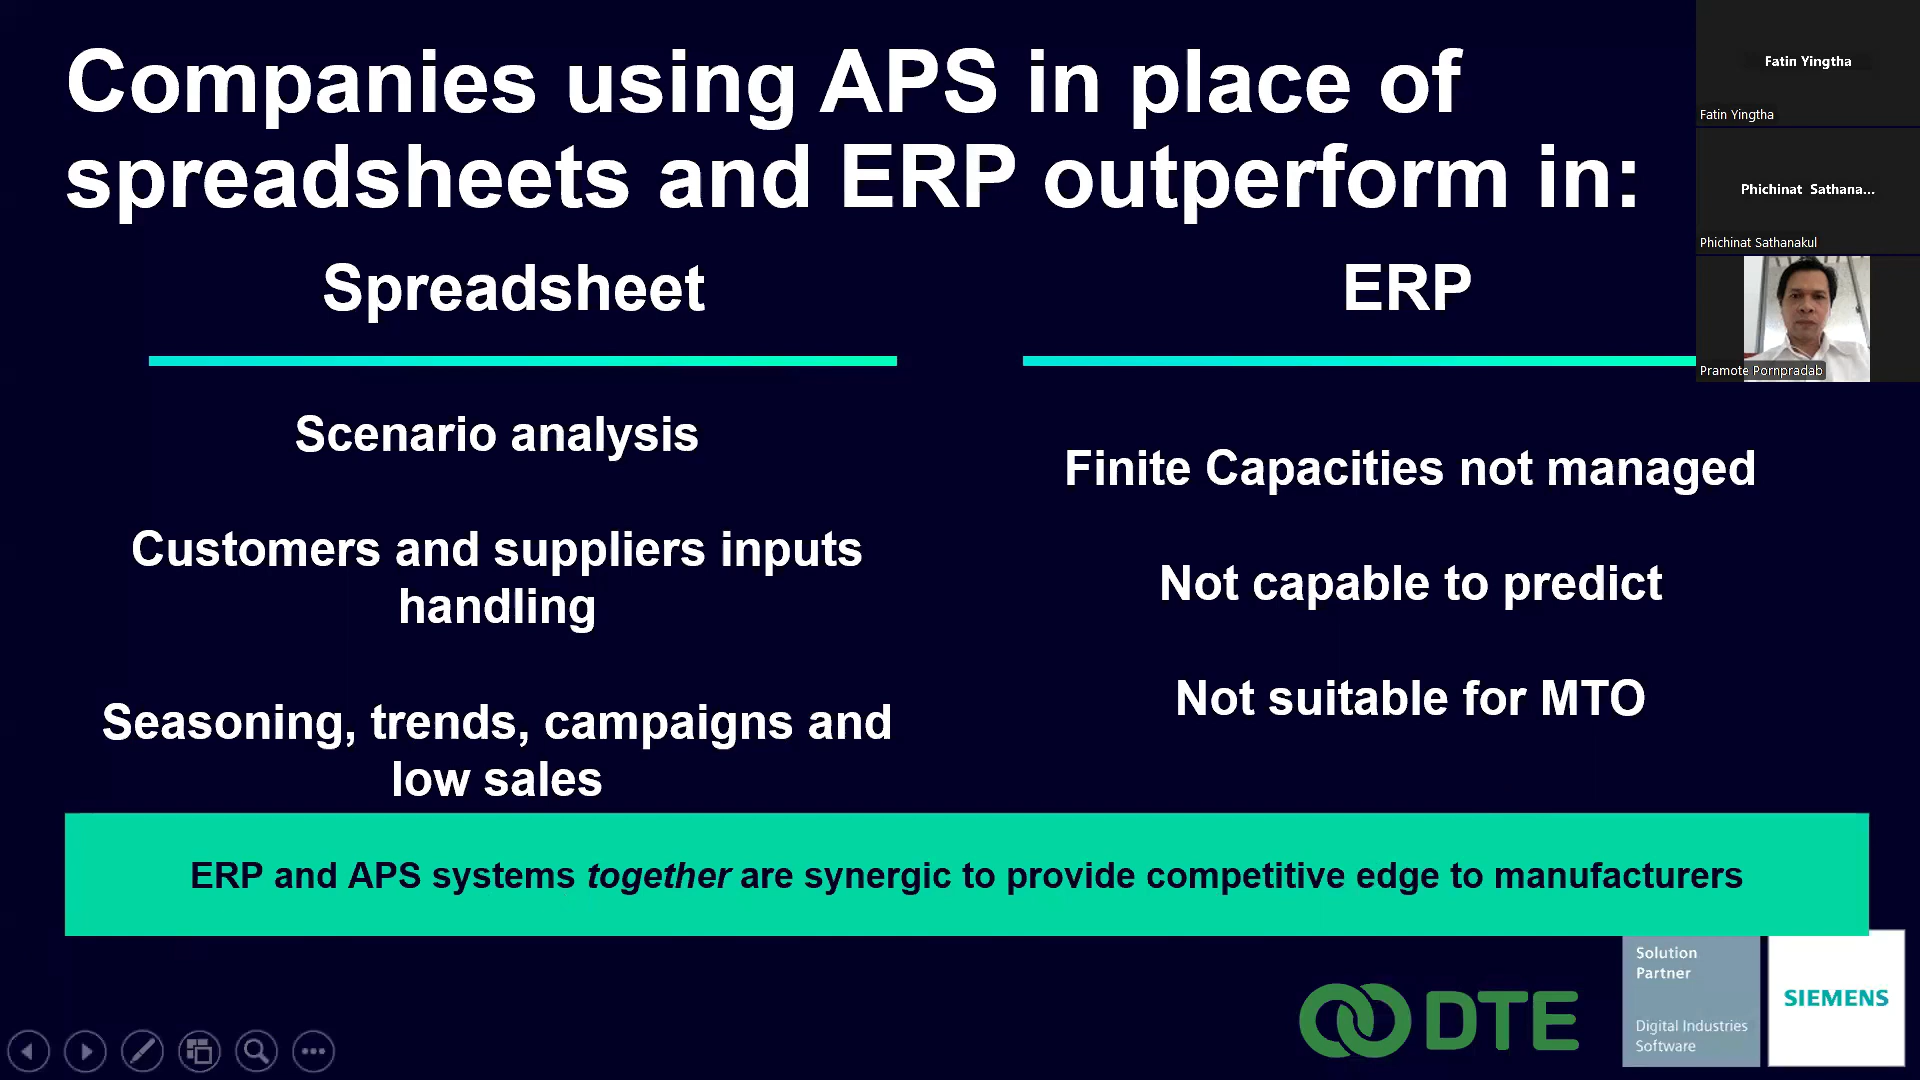 Companies using APS in place of
spreadsheets and ERP outperform in:
Spreadsheet
Scenario analysis
Customers and suppliers inputs
handling
Seasoning, trends, campaigns and
low sales
ERP
Finite Capacities not managed
Not capable to predict
Not suitable for MTO
ERP and APS systems together are synergic to provide competitive edge to manufacturers
DTE
Solution
Partner
Digital Industries
Software
SIEMENS
Fatin Yingtha
Fatin Yingtha
Phichinat Sathana...
Phichinat Sathanakul
Pramote Pornpradab